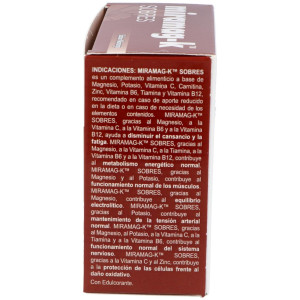 miramag-k
SOBRES
INDICACIONES: MIRAMAG-K™ SOBRES
es un complemento alimenticio a base de
Magnesio, Potasio, Vitamina C, Carnitina,
Zinc, Vitamina B6, Tiamina y Vitamina B12,
recomendado en caso de aporte reducido
en la dieta o en caso de necesidad de los
elementos contenidos. MIRAMAG-K™
SOBRES, gracias al Magnesio, a la
Vitamina C, a la Tiamina, a la Vitamina B6
y a la Vitamina B12, ayuda a disminuir el cansancio y la
fatiga. MIRAMAG-K™ SOBRES,
gracias al Magnesio, a la Vitamina C, a la
Tiamina, a la Vitamina B6 y a la Vitamina B12, contribuye
al metabolismo energético normal.
MIRAMAG-K™ SOBRES, gracias al
Magnesio y al Potasio, contribuye al
funcionamiento normal de los músculos.
MIRAMAG-K™ SOBRES, gracias al
Magnesio, contribuye al equilibrio
electrolítico. MIRAMAG-K™ SOBRES,
gracias al Potasio, contribuye al
mantenimiento de la tensión arterial
normal. MIRAMAG-K™ SOBRES, gracias al
Magnesio, al Potasio, a la Vitamina C, a la
Tiamina y a la Vitamina B6, contribuye al
funcionamiento normal del sistema
nervioso. MIRAMAG-K™ SOBRES,
gracias a la Vitamina C y al Zinc, contribuye
a la protección de las células frente al
daño oxidativo.
Con Edulcorante.